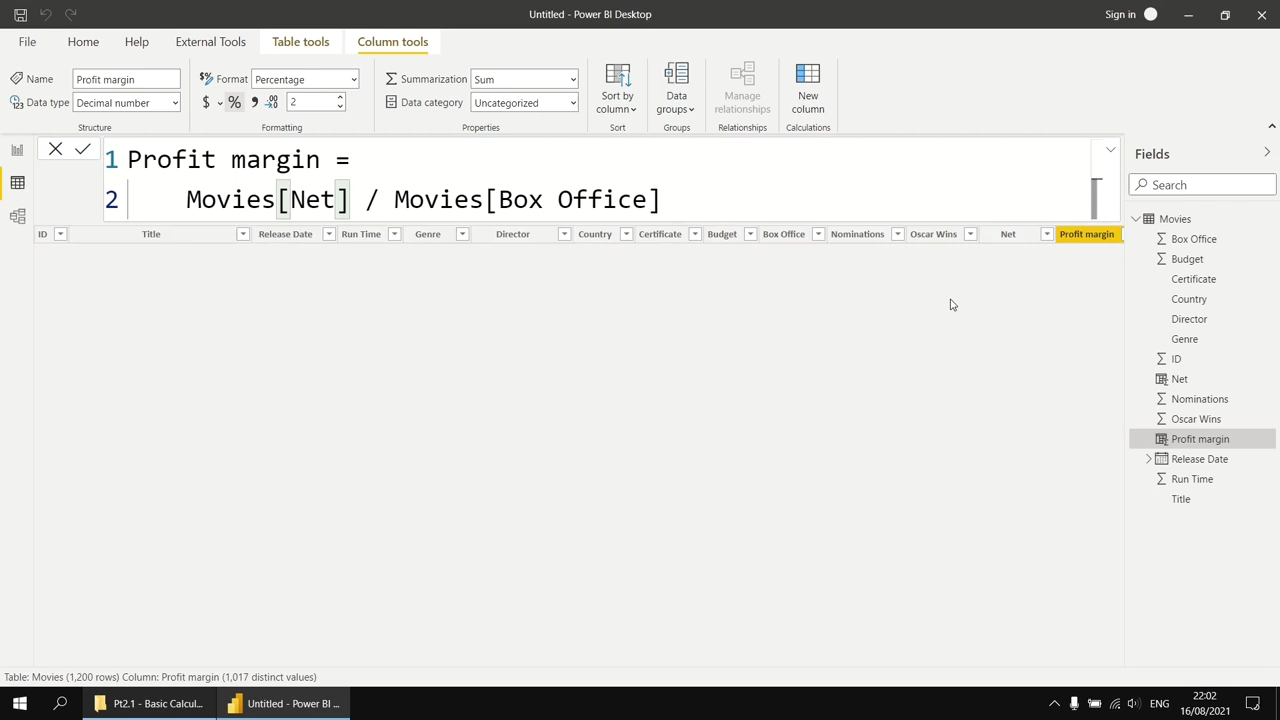 Untitled - Power BI Desktop
Sign in
File Home Help External Tools Table tools Column tools
Name Profit margin
Data type Decimal number
Structure
Format Percentage
$ % 2
Formatting
Summarization Sum
Data category Uncategorized
Properties
Sort by column
Sort
Data groups
Groups
Manage relationships
Relationships
New column
Calculations
1 Profit margin =
2 Movies[Net] / Movies[Box Office]
ID Title Release Date Run Time Genre Director Country Certificate Budget Box Office Nominations Oscar Wins Net Profit margin
Fields
Search
Movies
Box Office
Budget
Certificate
Country
Director
Genre
ID
Net
Nominations
Oscar Wins
Profit margin
Release Date
Run Time
Title
Table: Movies (1,200 rows) Column: Profit margin (1,017 distinct values)
Pt2.1 - Basic Calcul...
Untitled - Power BI ...
ENG
22:02
16/08/2021